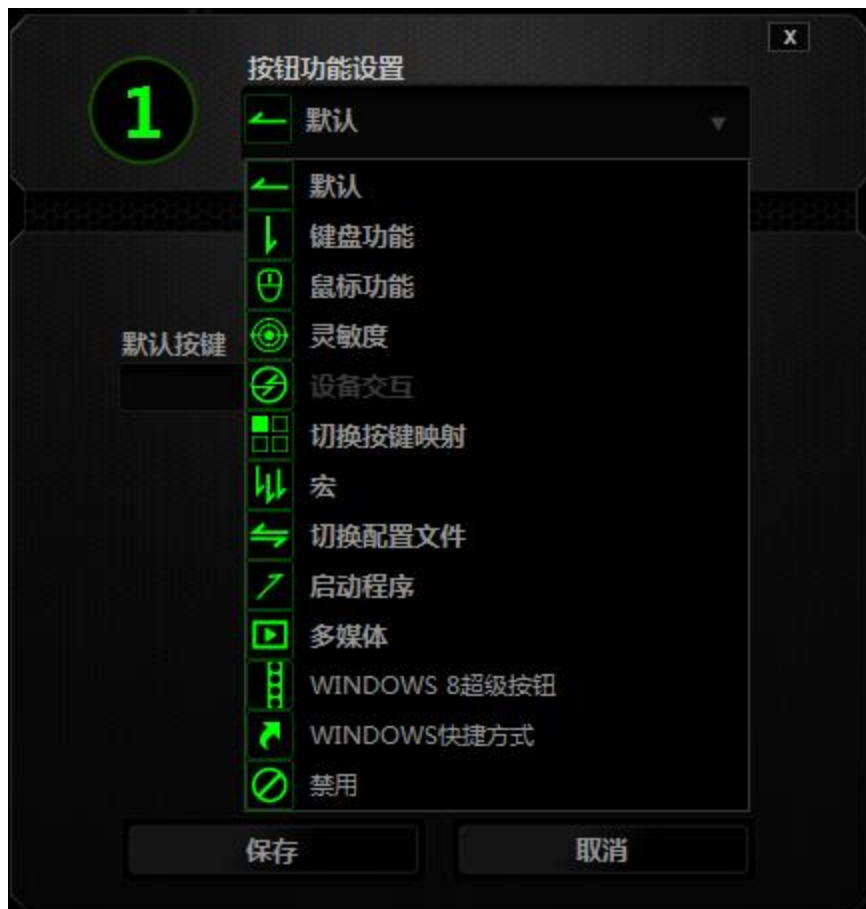 X
按钮功能设置
1
默认
默认
键盘功能
鼠标功能
灵敏度
默认按键
设备交互
切换按键映射
宏
切换配置文件
启动程序
多媒体
WINDOWS 8超级按钮
WINDOWS快捷方式
禁用
保存
取消